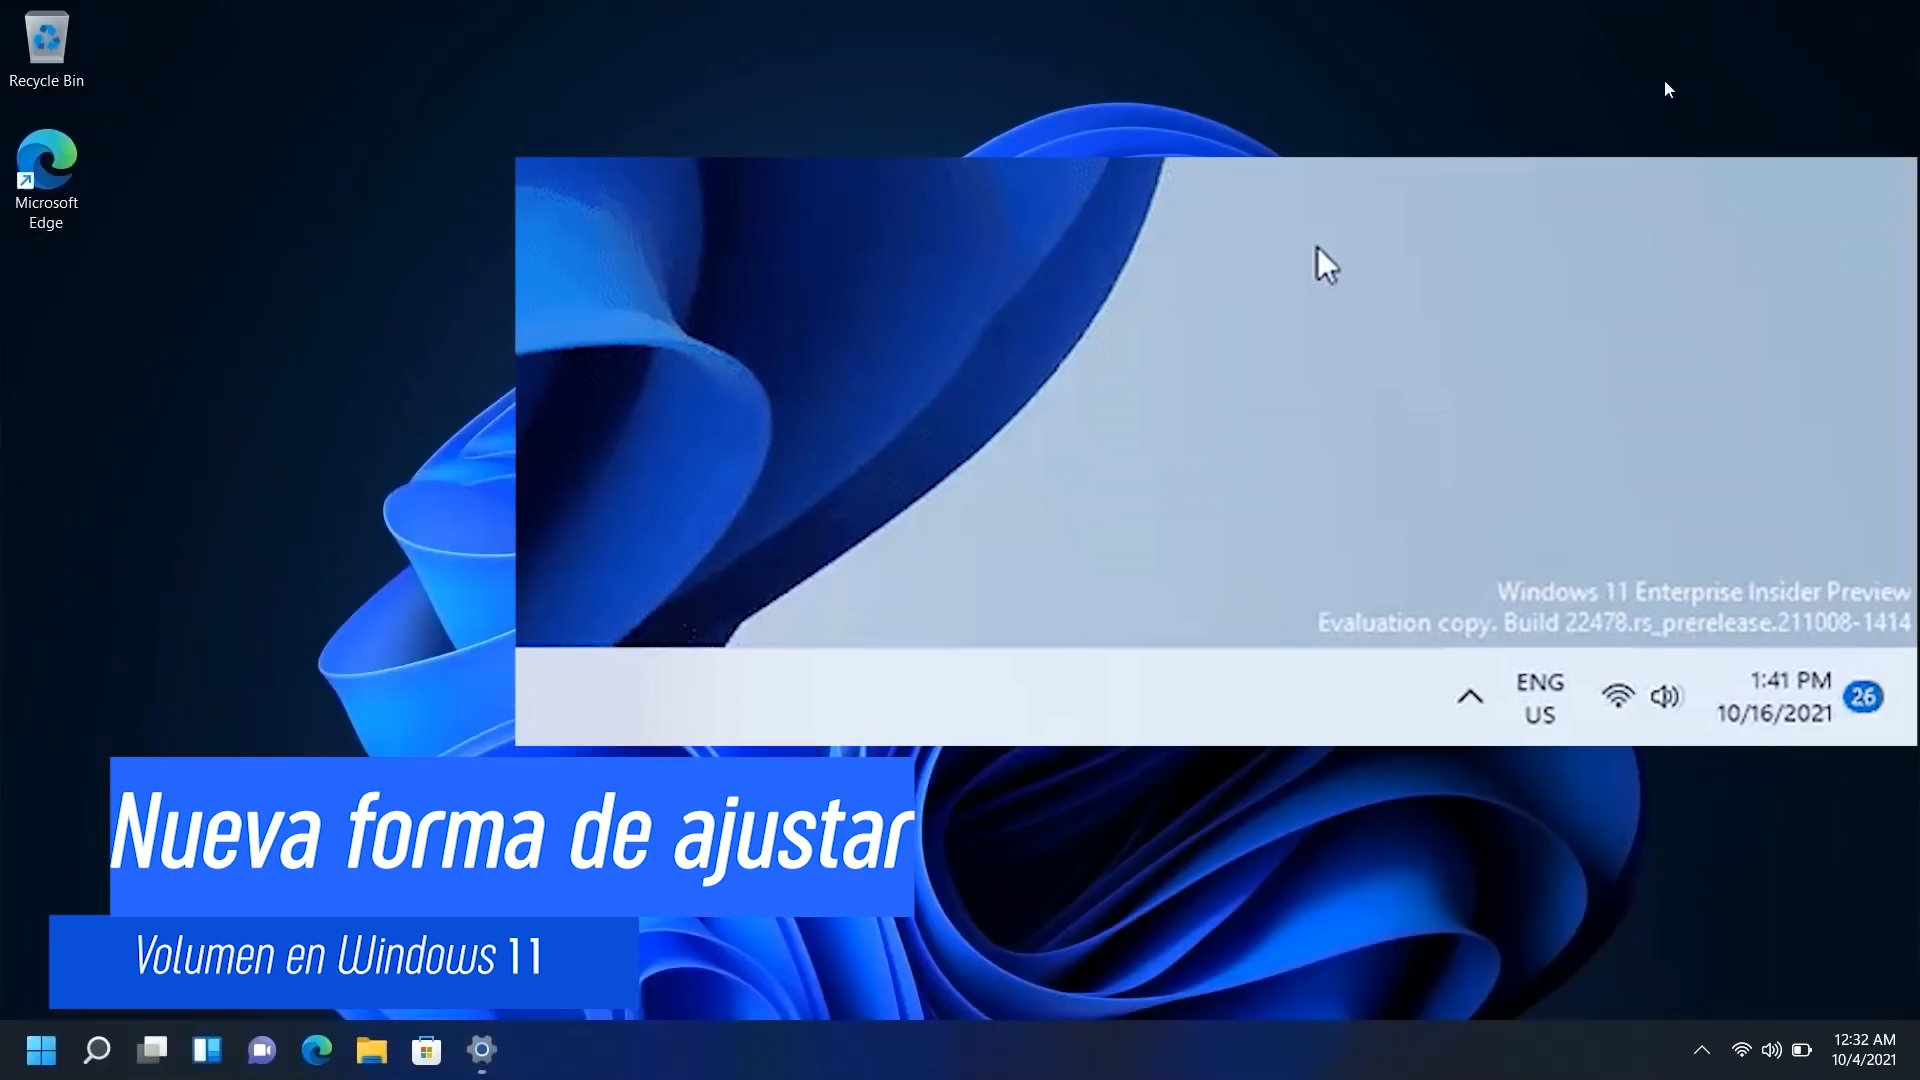 Recycle Bin
Microsoft
Edge
Windows 11 Enterprise Insider Preview
Evaluation copy. Build 22478.rs_prerelease.211008-1414
ENG
US
1:41 PM
10/16/2021
26
Nueva forma de ajustar
Volumen en Windows 11
12:32 AM
10/4/2021